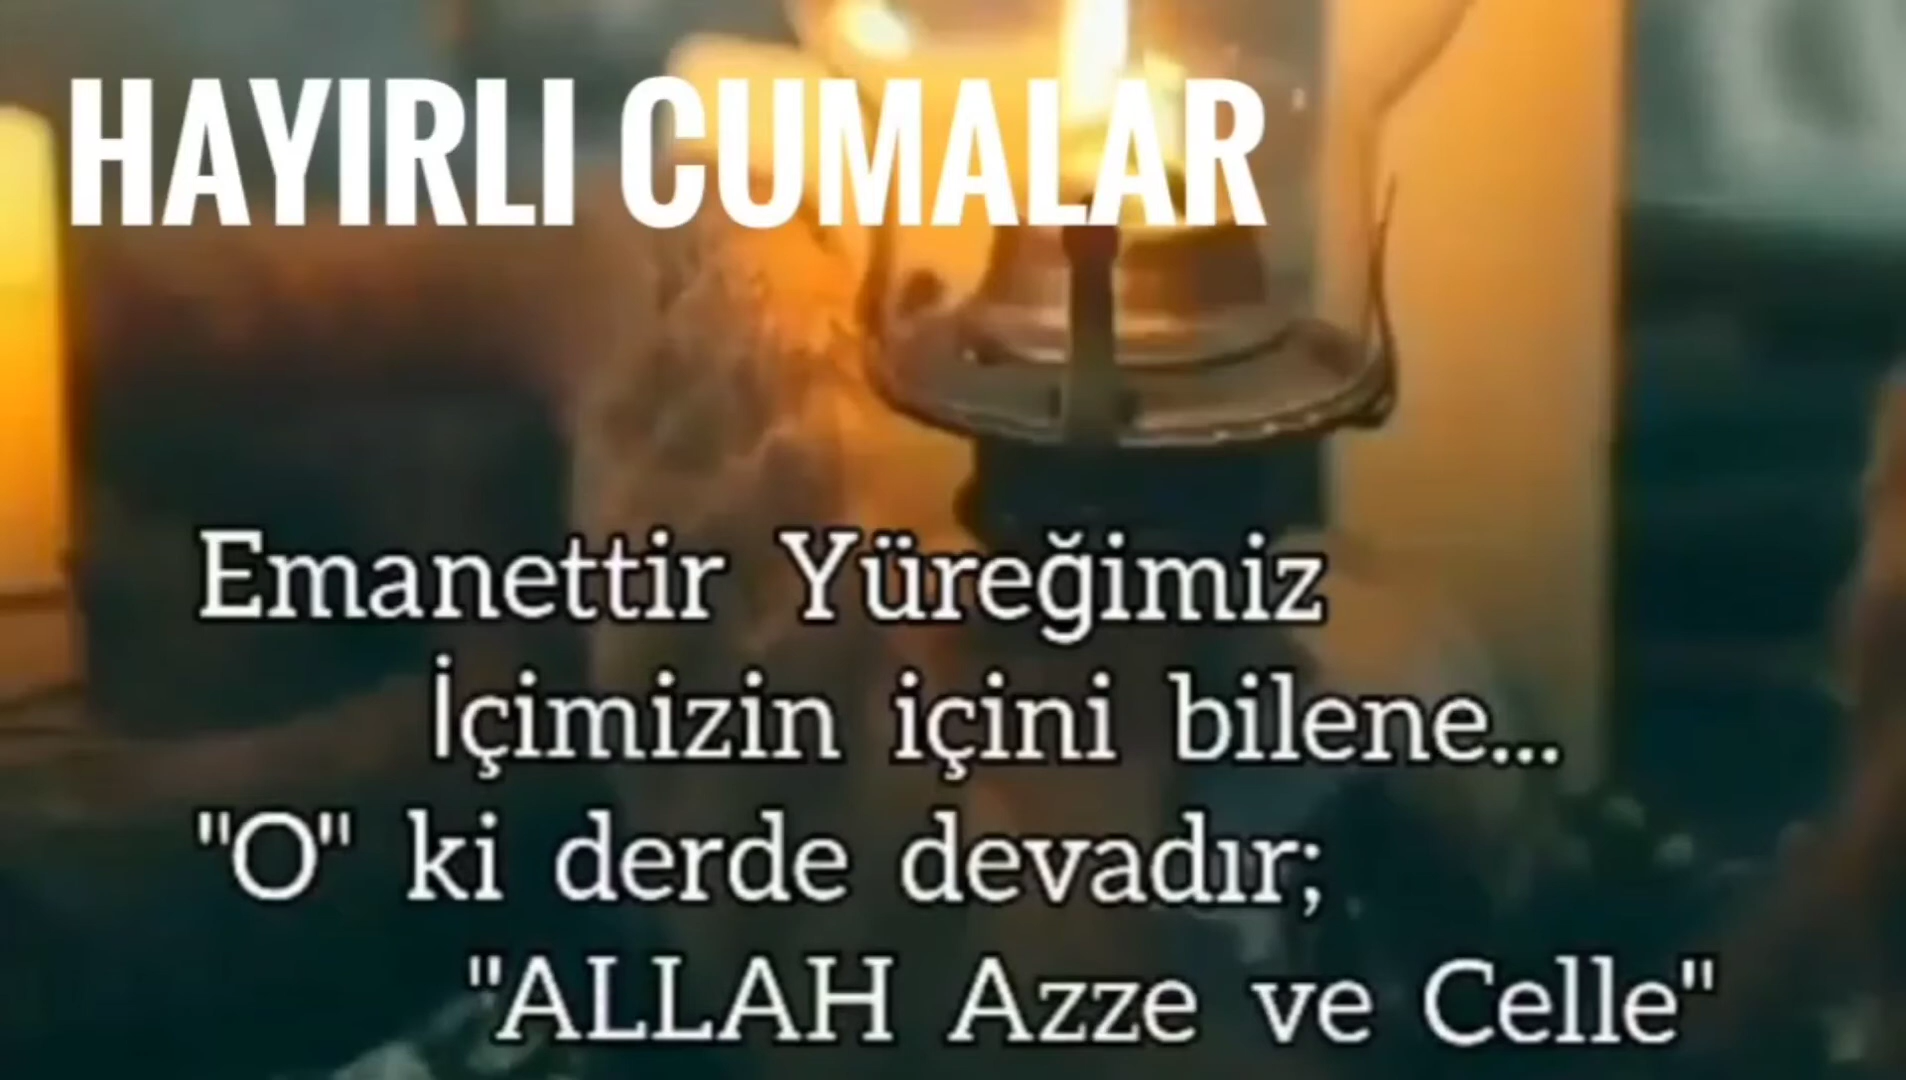 HAYIRLI CUMALAR
Emanettir Yüreğimiz
İçimizin içini bilene...
"O" ki derde devadır;
"ALLAH Azze ve Celle"